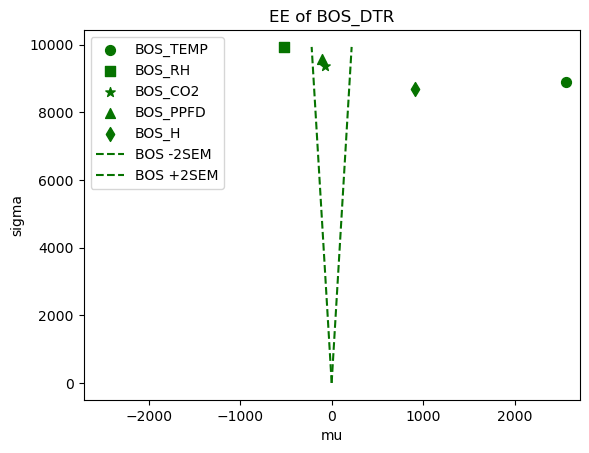 EE of BOS_DTR
BOS_TEMP
BOS_RH
BOS_CO2
BOS_PPFD
BOS_H
BOS -2SEM
BOS +2SEM
10000
8000
6000
4000
2000
0
sigma
−2000
−1000
0
1000
2000
mu